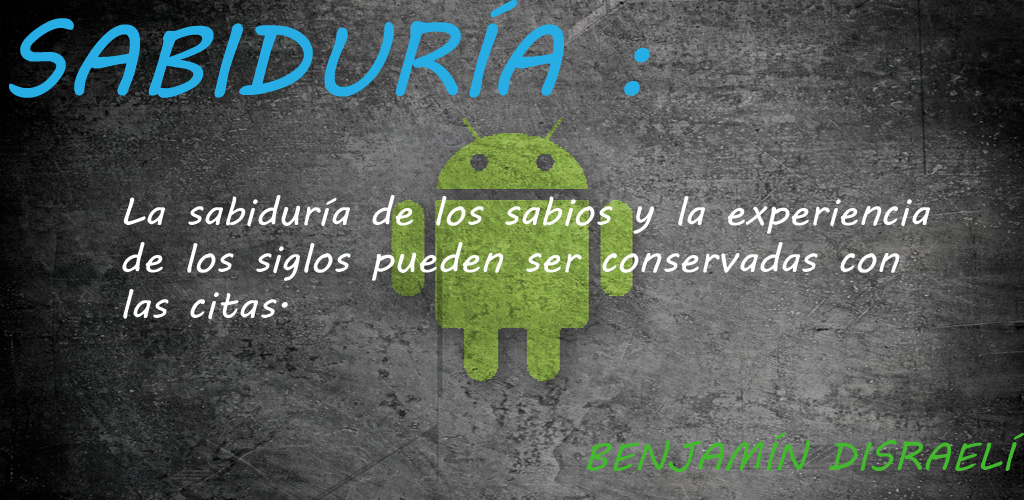 SABIDURÍA :
La sabiduría de los sabios y la experiencia
de los siglos pueden ser conservadas con
las citas.
BENJAMÍN DISRAELÍ